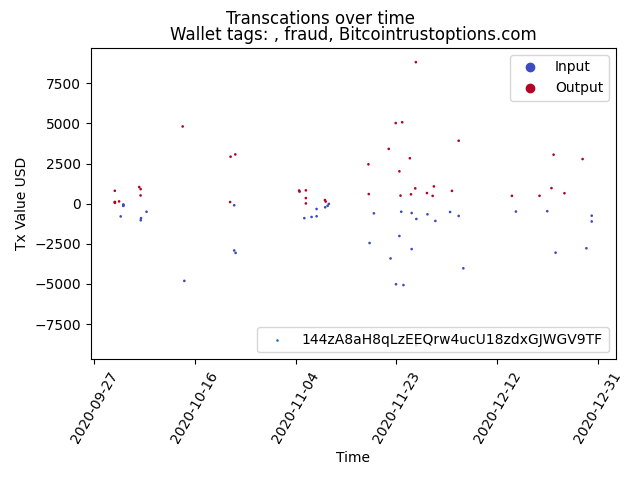 Transcations over time
Wallet tags: , fraud, Bitcointrustoptions.com
Input
Output
Tx Value USD
7500
5000
2500
0
−2500
−5000
−7500
144zA8aH8qLzEEQrw4ucU18zdxGJWGV9TF
2020-09-27
2020-10-16
2020-11-04
2020-11-23
2020-12-12
2020-12-31
Time